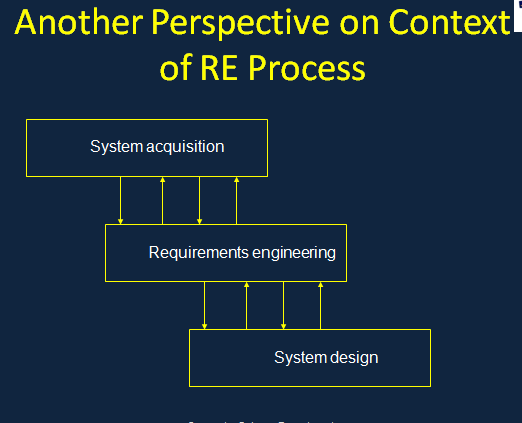 Another Perspective on Context
of RE Process
System acquisition
Requirements engineering
System design